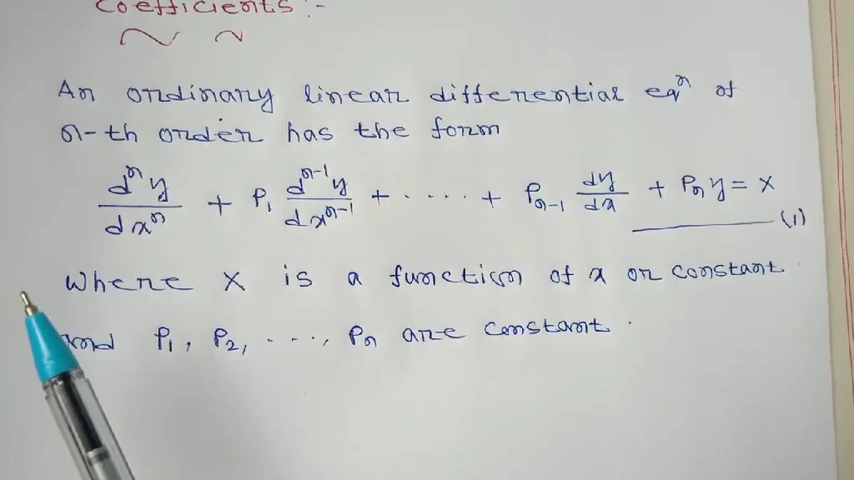 Coefficients :-
An ordinary linear differential eqⁿ of
n-th order has the form
dⁿy/dxⁿ + P₁ dⁿ⁻¹y/dxⁿ⁻¹ + ..... + Pₙ₋₁ dy/dx + Pₙy = X
(1)
Where X is a function of x or constant
and P₁, P₂, ..., Pₙ are constant.